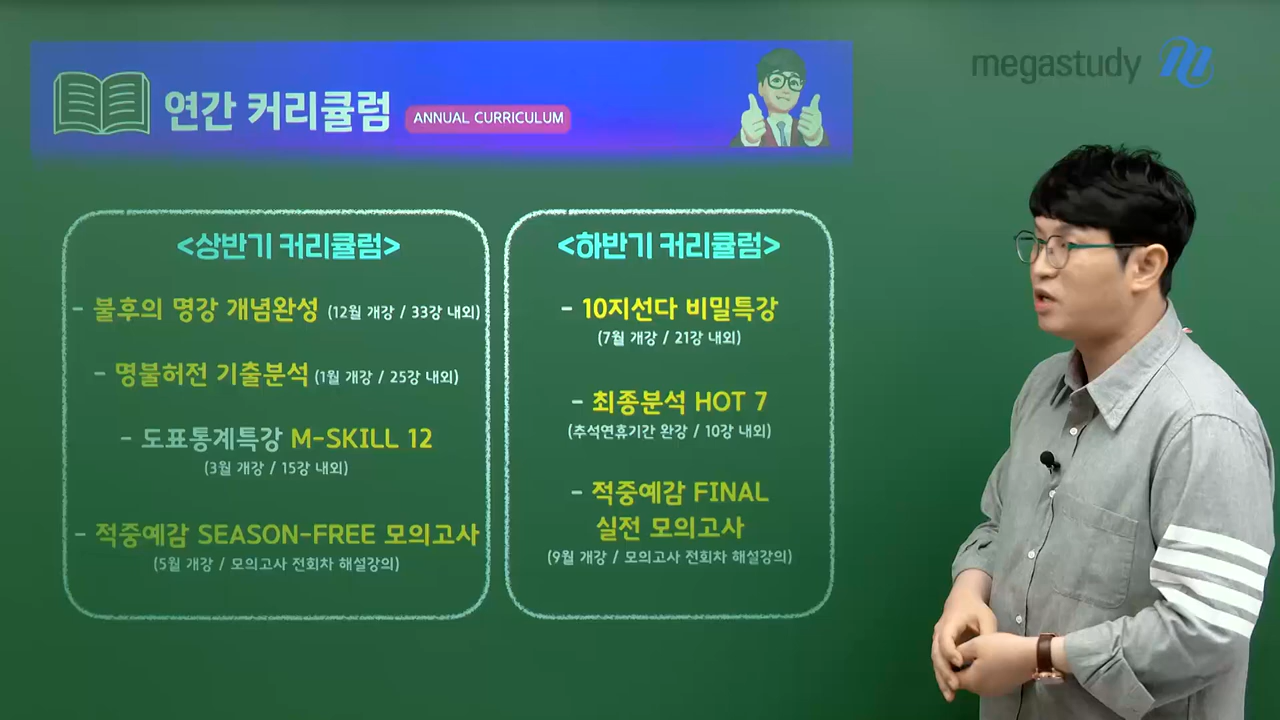 연간 커리큘럼 ANNUAL CURRICULUM
megastudy
<상반기 커리큘럼>
- 불후의 명강 개념완성 (12월 개강 / 33강 내외)
- 명불허전 기출분석 (1월 개강 / 25강 내외)
- 도표통계특강 M-SKILL 12
(3월 개강 / 15강 내외)
- 적중예감 SEASON-FREE 모의고사
(5월 개강 / 모의고사 전회차 해설강의)
<하반기 커리큘럼>
- 10지선다 비밀특강
(7월 개강 / 21강 내외)
- 최종분석 HOT 7
(추석연휴기간 완강 / 10강 내외)
- 적중예감 FINAL
실전 모의고사
(9월 개강 / 모의고사 전회차 해설강의)